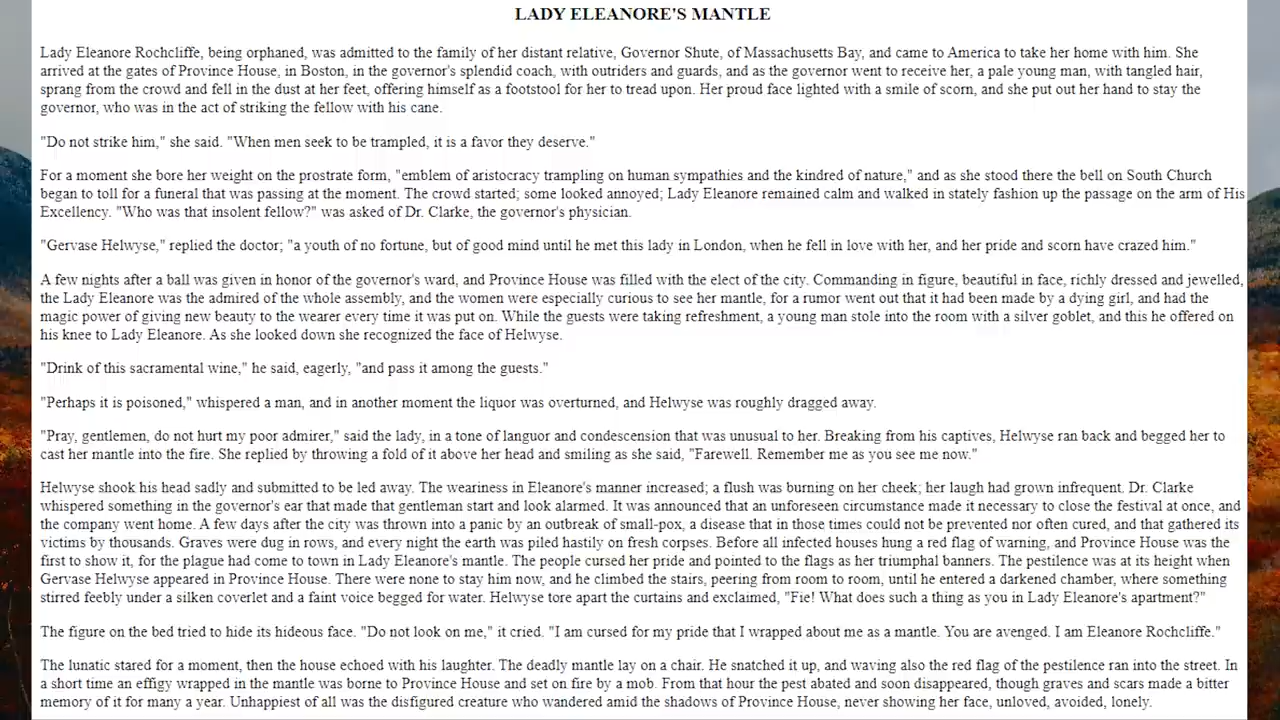 LADY ELEANORE'S MANTLE
Lady Eleanore Rochcliffe, being orphaned, was admitted to the family of her distant relative, Governor Shute, of Massachusetts Bay, and came to America to take her home with him. She
arrived at the gates of Province House, in Boston, in the governor's splendid coach, with outriders and guards, and as the governor went to receive her, a pale young man, with tangled hair,
sprang from the crowd and fell in the dust at her feet, offering himself as a footstool for her to tread upon. Her proud face lighted with a smile of scorn, and she put out her hand to stay the
governor, who was in the act of striking the fellow with his cane.
"Do not strike him," she said. "When men seek to be trampled, it is a favor they deserve."
For a moment she bore her weight on the prostrate form, "emblem of aristocracy trampling on human sympathies and the kindred of nature," and as she stood there the bell on South Church
began to toll for a funeral that was passing at the moment. The crowd started; some looked annoyed; Lady Eleanore remained calm and walked in stately fashion up the passage on the arm of His
Excellency. "Who was that insolent fellow?" was asked of Dr. Clarke, the governor's physician.
"Gervase Helwyse," replied the doctor; "a youth of no fortune, but of good mind until he met this lady in London, when he fell in love with her, and her pride and scorn have crazed him."
A few nights after a ball was given in honor of the governor's ward, and Province House was filled with the elect of the city. Commanding in figure, beautiful in face, richly dressed and jewelled,
the Lady Eleanore was the admired of the whole assembly, and the women were especially curious to see her mantle, for a rumor went out that it had been made by a dying girl, and had the
magic power of giving new beauty to the wearer every time it was put on. While the guests were taking refreshment, a young man stole into the room with a silver goblet, and this he offered on
his knee to Lady Eleanore. As she looked down she recognized the face of Helwyse.
"Drink of this sacramental wine," he said, eagerly, "and pass it among the guests."
"Perhaps it is poisoned," whispered a man, and in another moment the liquor was overturned, and Helwyse was roughly dragged away.
"Pray, gentlemen, do not hurt my poor admirer," said the lady, in a tone of languor and condescension that was unusual to her. Breaking from his captives, Helwyse ran back and begged her to
cast her mantle into the fire. She replied by throwing a fold of it above her head and smiling as she said, "Farewell. Remember me as you see me now."
Helwyse shook his head sadly and submitted to be led away. The weariness in Eleanore's manner increased; a flush was burning on her cheek; her laugh had grown infrequent. Dr. Clarke
whispered something in the governor's ear that made that gentleman start and look alarmed. It was announced that an unforeseen circumstance made it necessary to close the festival at once, and
the company went home. A few days after the city was thrown into a panic by an outbreak of small-pox, a disease that in those times could not be prevented nor often cured, and that gathered its
victims by thousands. Graves were dug in rows, and every night the earth was piled hastily on fresh corpses. Before all infected houses hung a red flag of warning, and Province House was the
first to show it, for the plague had come to town in Lady Eleanore's mantle. The people cursed her pride and pointed to the flags as her triumphal banners. The pestilence was at its height when
Gervase Helwyse appeared in Province House. There were none to stay him now, and he climbed the stairs, peering from room to room, until he entered a darkened chamber, where something
stirred feebly under a silken coverlet and a faint voice begged for water. Helwyse tore apart the curtains and exclaimed, "Fie! What does such a thing as you in Lady Eleanore's apartment?"
The figure on the bed tried to hide its hideous face. "Do not look on me," it cried. "I am cursed for my pride that I wrapped about me as a mantle. You are avenged. I am Eleanore Rochcliffe."
The lunatic stared for a moment, then the house echoed with his laughter. The deadly mantle lay on a chair. He snatched it up, and waving also the red flag of the pestilence ran into the street. In
a short time an effigy wrapped in the mantle was borne to Province House and set on fire by a mob. From that hour the pest abated and soon disappeared, though graves and scars made a bitter
memory of it for many a year. Unhappiest of all was the disfigured creature who wandered amid the shadows of Province House, never showing her face, unloved, avoided, lonely.